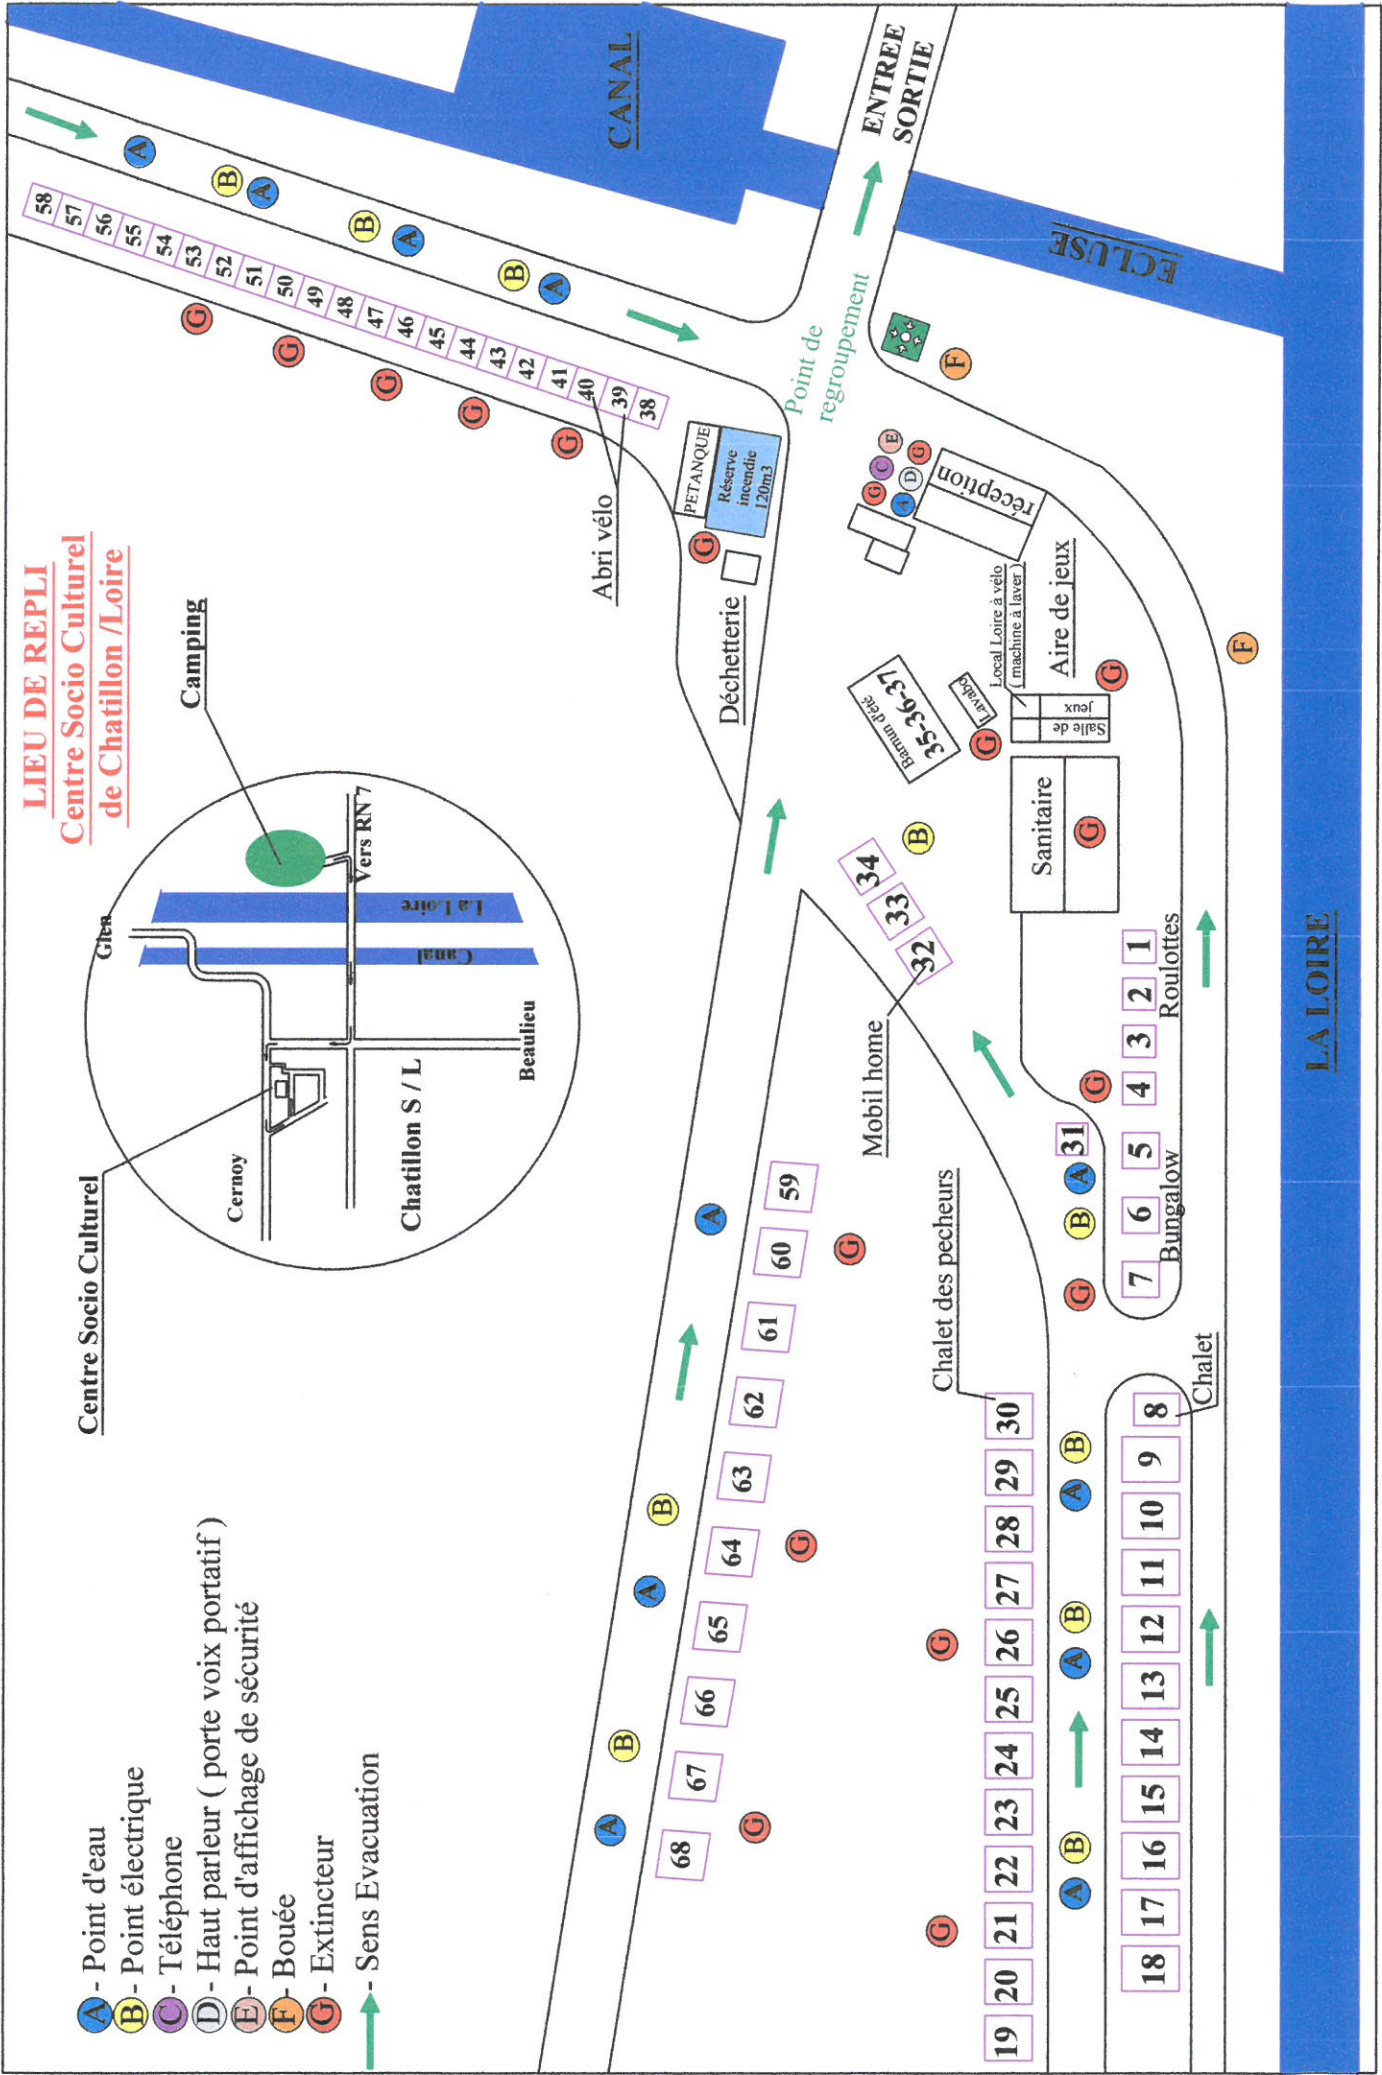 LIEU DE REPLI
Centre Socio Culturel
de Chatillon /Loire
Centre Socio Culturel
Camping
Gien
Cernoy
Chatillon S / L
Beaulieu
Canal
La Loire
Vers RN 7
A - Point d'eau
B - Point électrique
C - Téléphone
D - Haut parleur ( porte voix portatif )
E - Point d'affichage de sécurité
F - Bouée
G - Extincteur
- Sens Evacuation
58
57
56
55
54
53
52
51
50
49
48
47
46
45
44
43
42
41
40
39
38
A
B
A
B
A
B
A
G
G
G
G
G
CANAL
ENTREE
SORTIE
ECLUSE
Point de
regroupement
F
Abri vélo
PETANQUE
Réserve
incendie
120m3
G
Déchetterie
G
C
E
A
D
G
réception
Local Loire à vélo
( machine à laver )
Aire de jeux
Salle de
jeux
G
F
Barnun d'été
35-36-37
Lavabo
G
Sanitaire
G
B
34
33
32
Mobil home
68
67
66
65
64
63
62
61
60
59
A
B
A
B
A
G
G
G
Chalet des pecheurs
19
20
21
22
23
24
25
26
27
28
29
30
G
G
A
B
A
B
A
B
G
B
A
31
G
18
17
16
15
14
13
12
11
10
9
8
Chalet
7
6
5
Bungalow
4
3
2
1
Roulottes
LA LOIRE